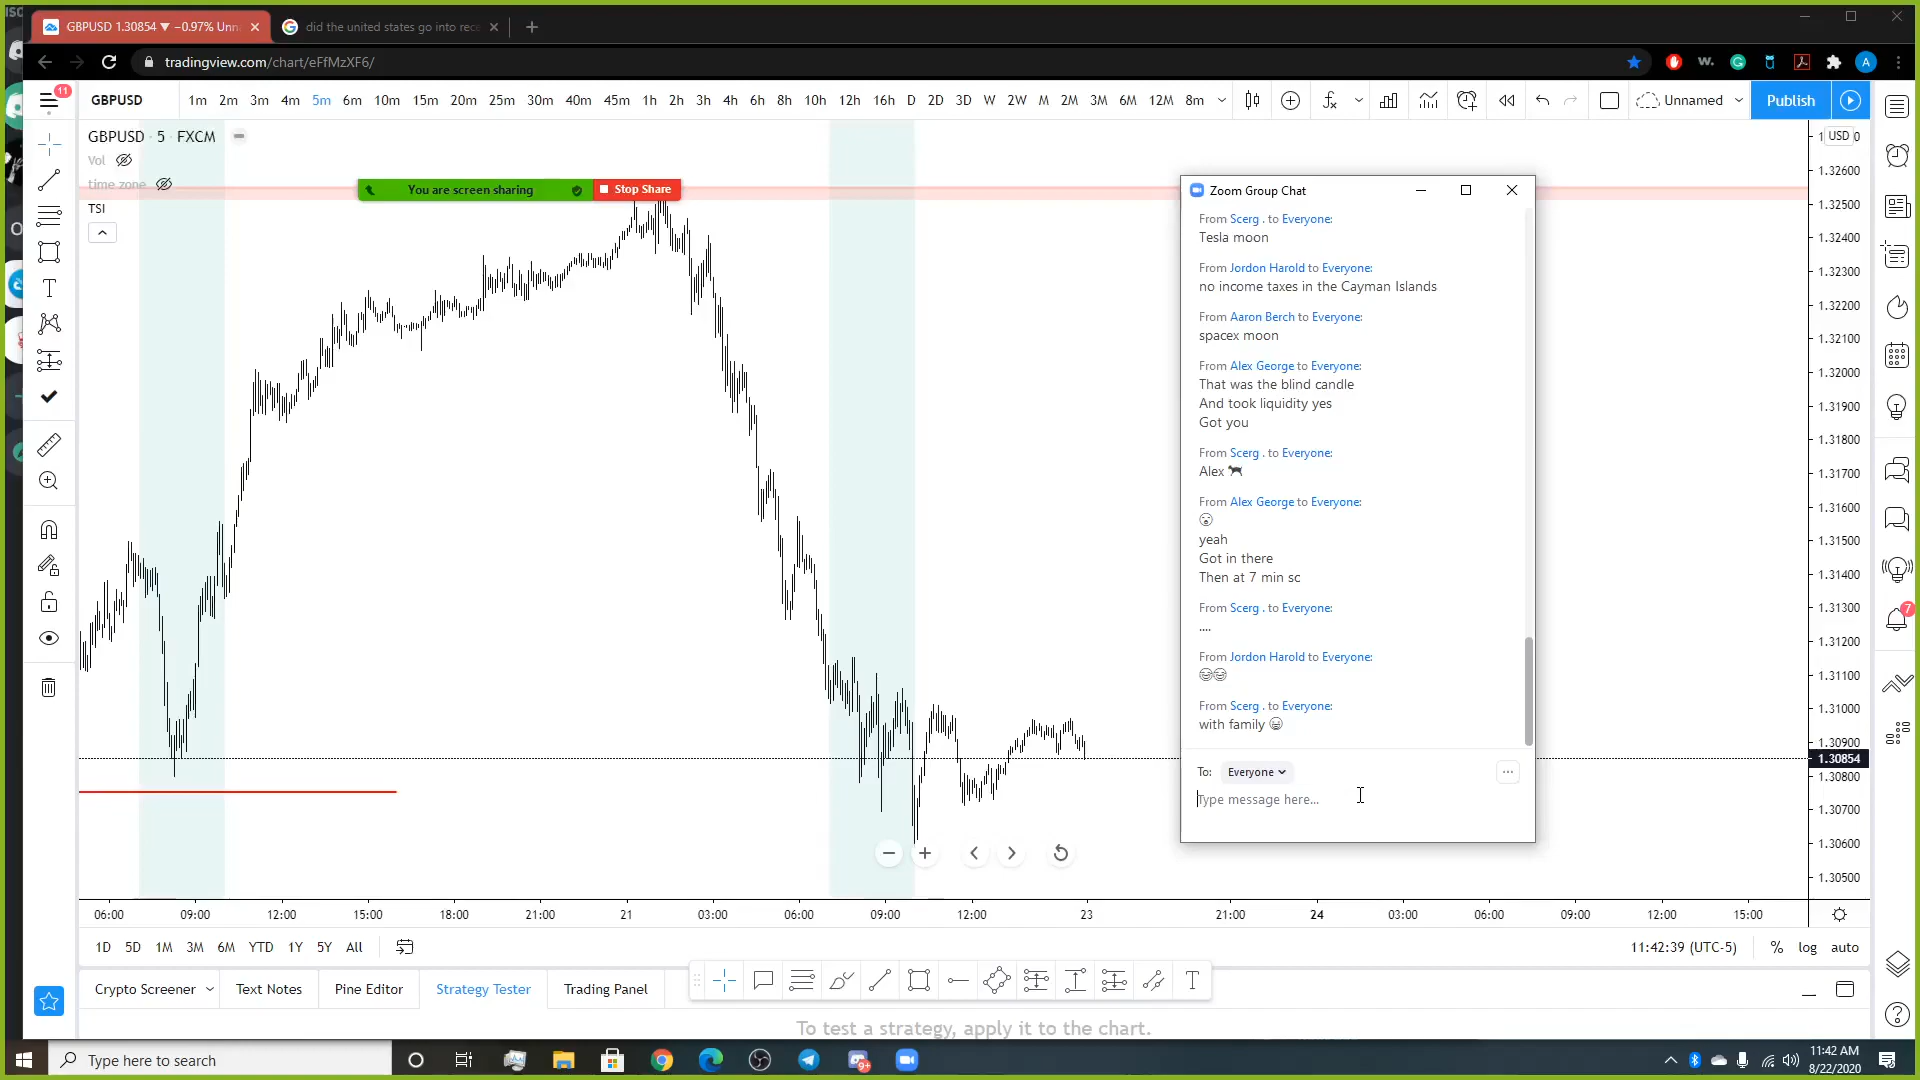 GBPUSD 1.30854 ▼ −0.97% Unn
did the united states go into rece
tradingview.com/chart/eFfMzXF6/
W.
A
11
GBPUSD
1m 2m 3m 4m 5m 6m 10m 15m 20m 25m 30m 40m 45m 1h 2h 3h 4h 6h 8h 10h 12h 16h D 2D 3D W 2W M 2M 3M 6M 12M 8m
Unnamed
Publish
GBPUSD · 5 · FXCM
Vol
time zone
TSI
You are screen sharing
Stop Share
USD
1.32600
1.32500
1.32400
1.32300
1.32200
1.32100
1.32000
1.31900
1.31800
1.31700
1.31600
1.31500
1.31400
1.31300
1.31200
1.31100
1.31000
1.30900
1.30854
1.30800
1.30700
1.30600
1.30500
Zoom Group Chat
From Scerg . to Everyone:
Tesla moon
From Jordon Harold to Everyone:
no income taxes in the Cayman Islands
From Aaron Berch to Everyone:
spacex moon
From Alex George to Everyone:
That was the blind candle
And took liquidity yes
Got you
From Scerg . to Everyone:
Alex 🐕
From Alex George to Everyone:
😮
yeah
Got in there
Then at 7 min sc
From Scerg . to Everyone:
....
From Jordon Harold to Everyone:
😂😂
From Scerg . to Everyone:
with family 😂
To: Everyone
...
Type message here...
7
06:00 09:00 12:00 15:00 18:00 21:00 21 03:00 06:00 09:00 12:00 23 21:00 24 03:00 06:00 09:00 12:00 15:00
1D 5D 1M 3M 6M YTD 1Y 5Y All
11:42:39 (UTC-5) % log auto
Crypto Screener Text Notes Pine Editor Strategy Tester Trading Panel
To test a strategy, apply it to the chart.
Type here to search
9+
11:42 AM
8/22/2020